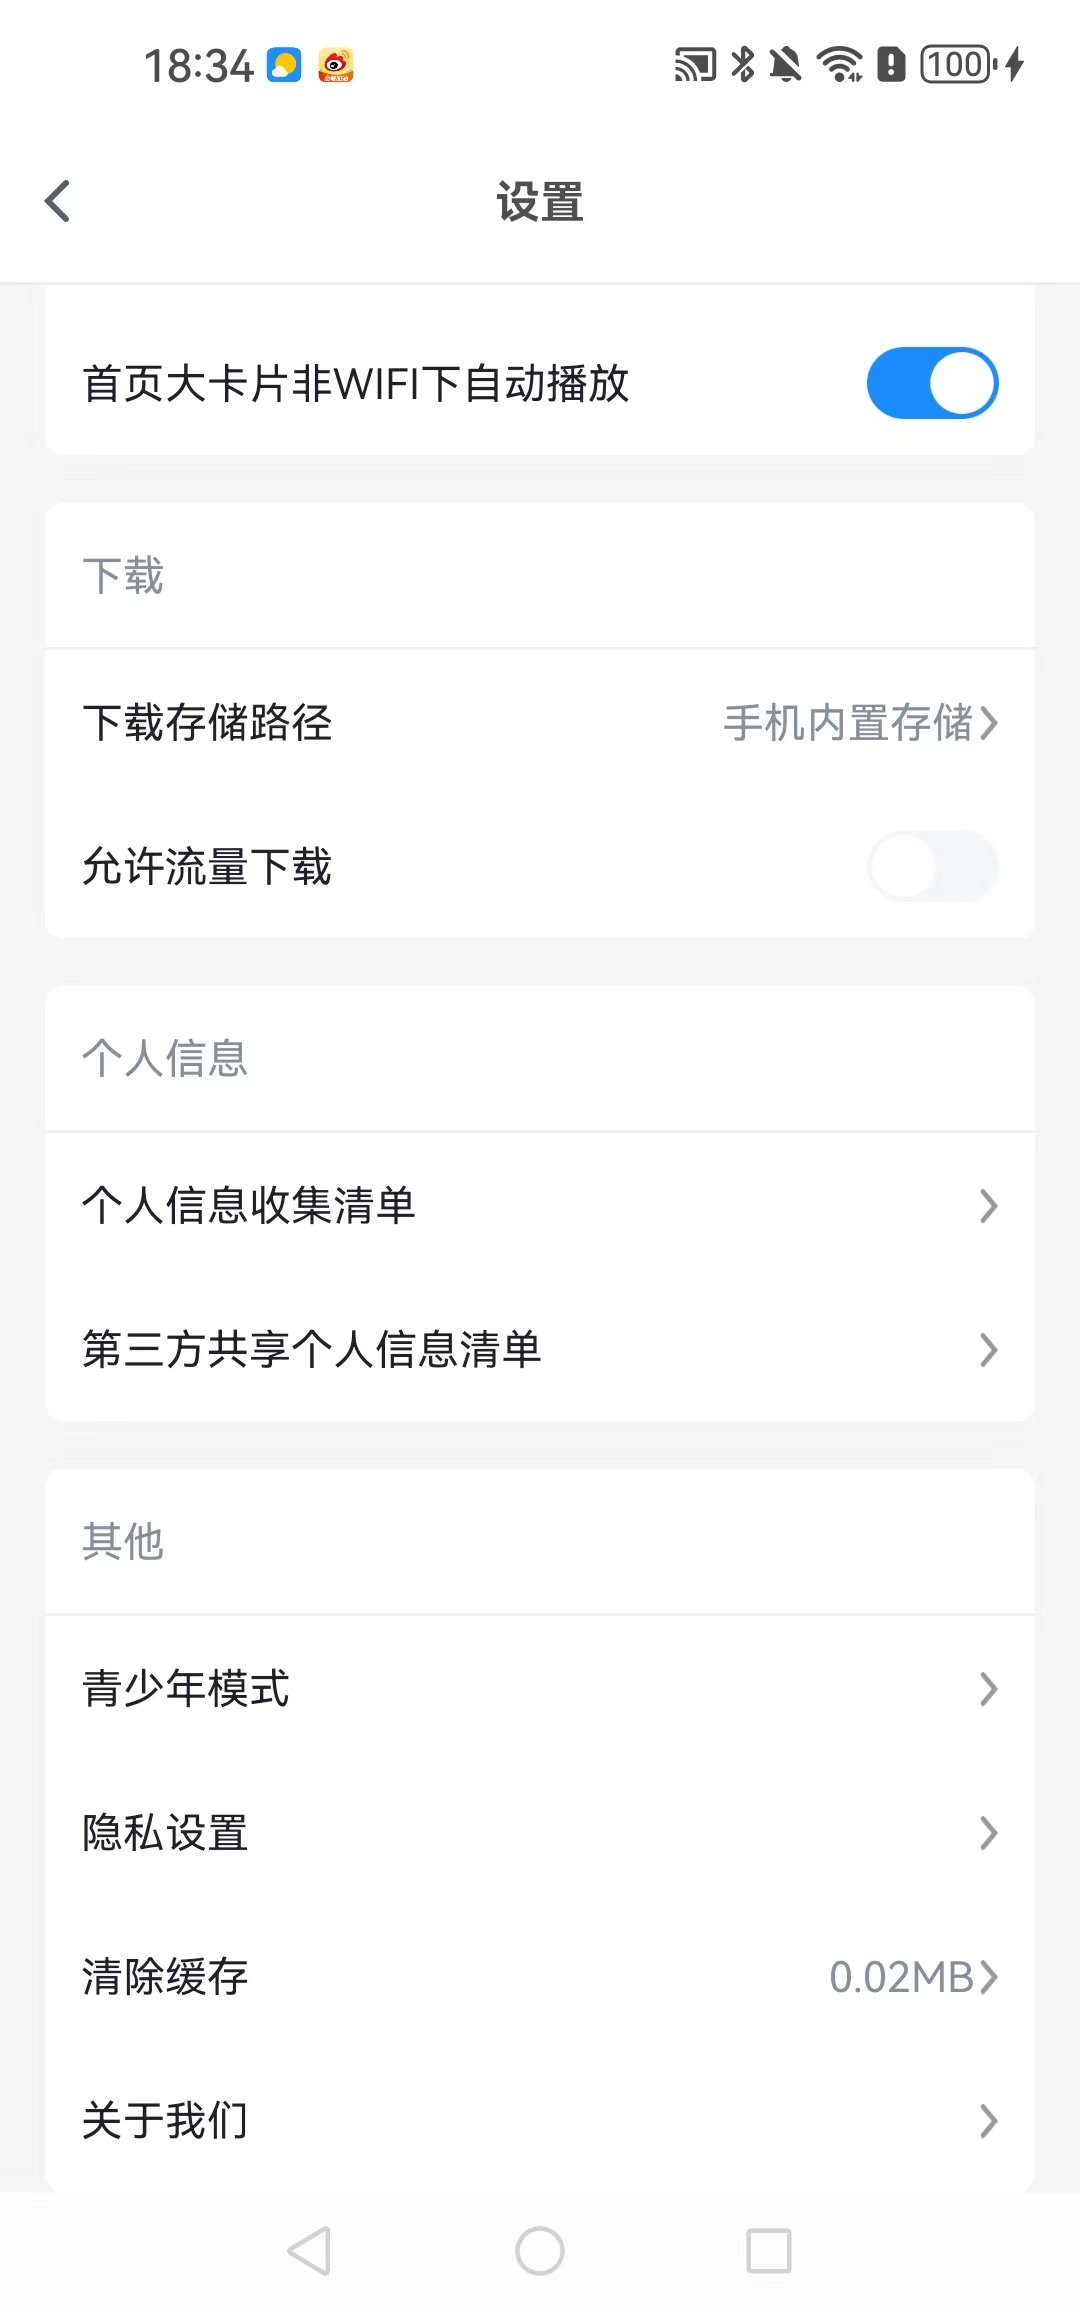 18:34
100
设置
首页大卡片非WIFI下自动播放
下载
下载存储路径 手机内置存储
允许流量下载
个人信息
个人信息收集清单
第三方共享个人信息清单
其他
青少年模式
隐私设置
清除缓存 0.02MB
关于我们